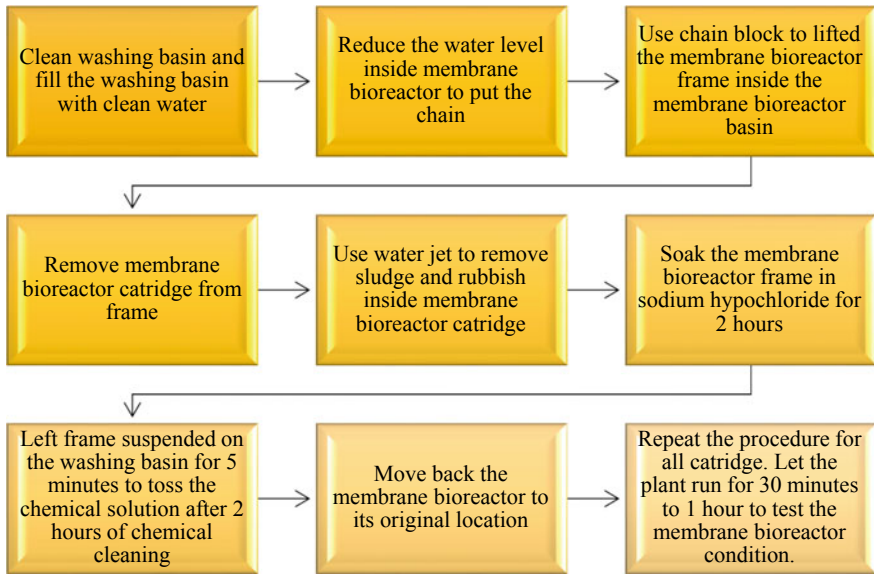 Clean washing basin and
fill the washing basin
with clean water
Reduce the water level
inside membrane
bioreactor to put the
chain
Use chain block to lifted
the membrane bioreactor
frame inside the
membrane bioreactor
basin
Remove membrane
bioreactor catridge from
frame
Use water jet to remove
sludge and rubbish
inside membrane
bioreactor catridge
Soak the membrane
bioreactor frame in
sodium hypochloride for
2 hours
Left frame suspended on
the washing basin for 5
minutes to toss the
chemical solution after 2
hours of chemical
cleaning
Move back the
membrane bioreactor to
its original location
Repeat the procedure for
all catridge. Let the
plant run for 30 minutes
to 1 hour to test the
membrane bioreactor
condition.